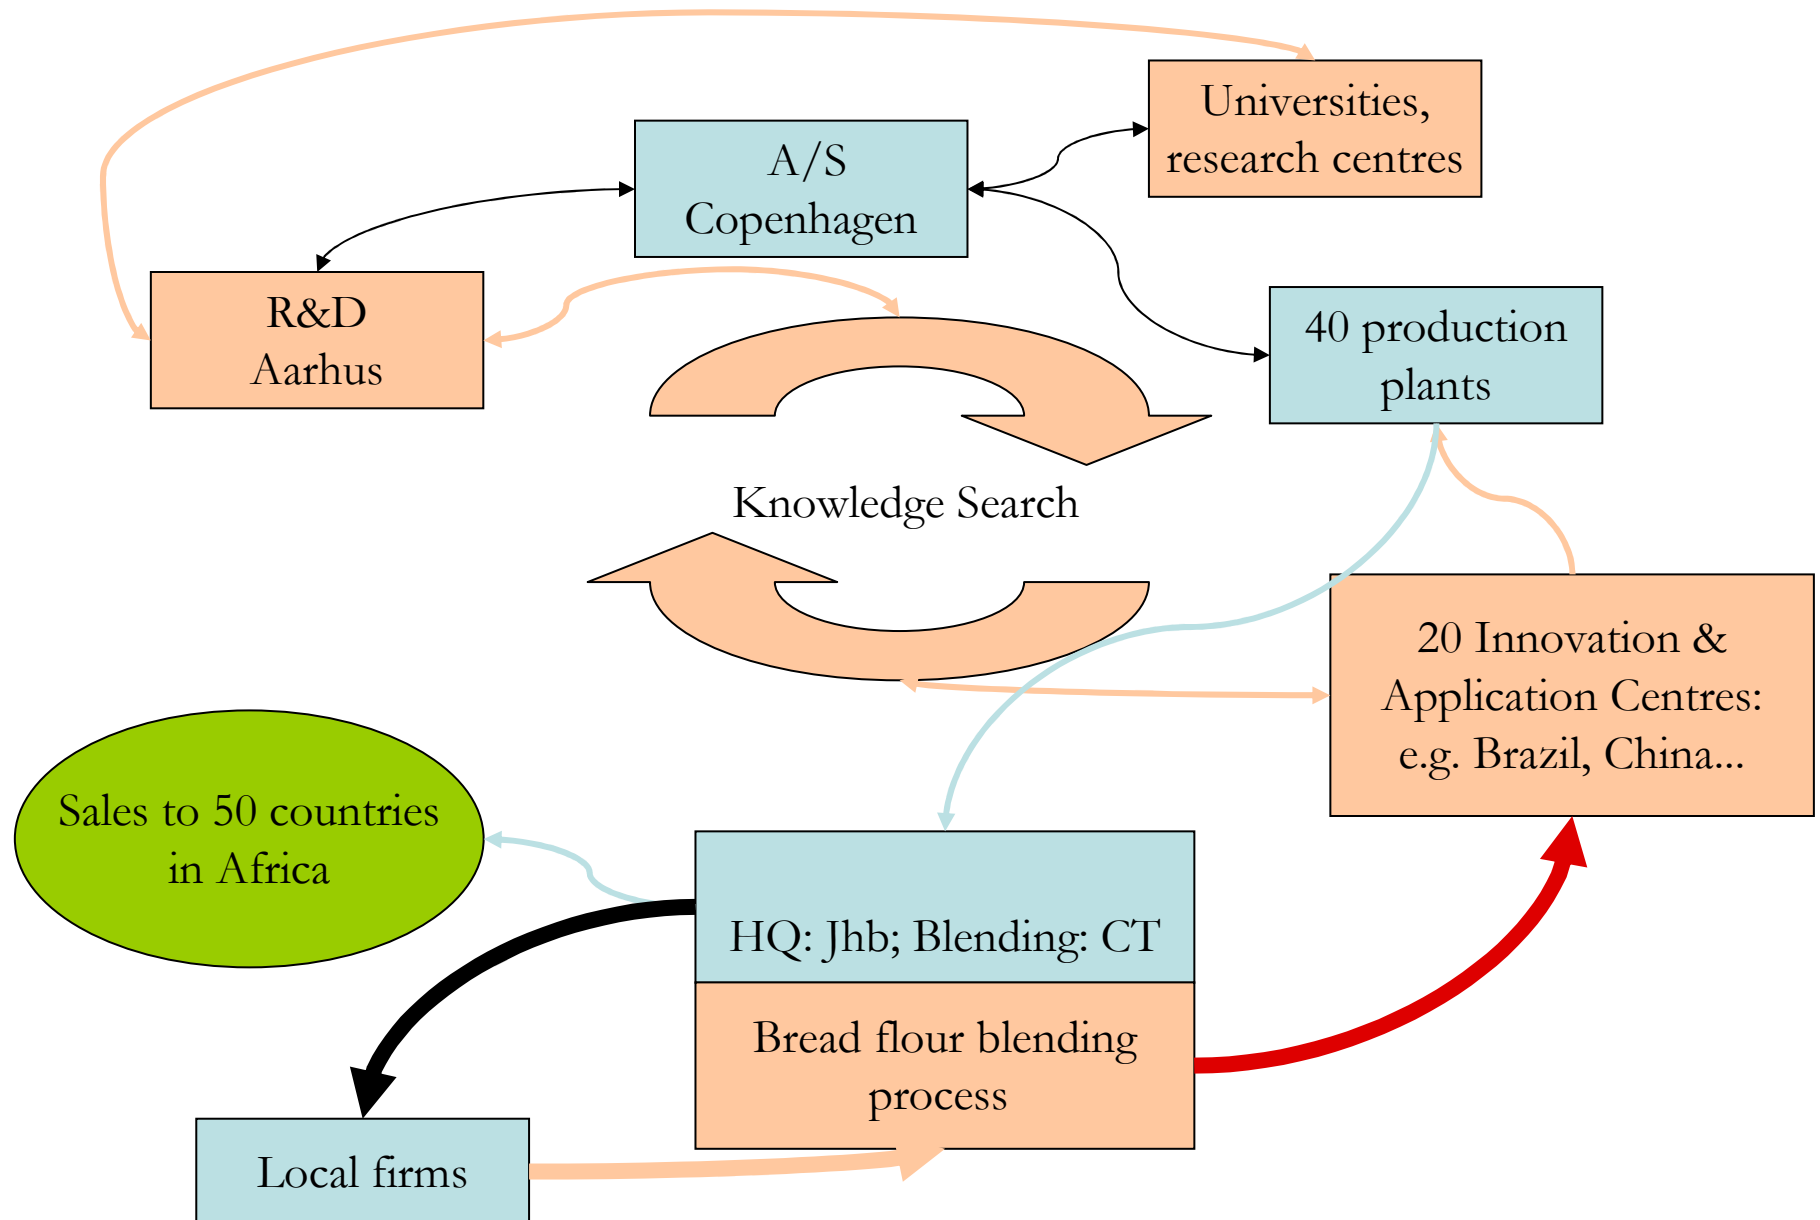 Universities,
research centres
A/S
Copenhagen
R&D
Aarhus
40 production
plants
Knowledge Search
20 Innovation &
Application Centres:
e.g. Brazil, China...
Sales to 50 countries
in Africa
HQ: Jhb; Blending: CT
Bread flour blending
process
Local firms